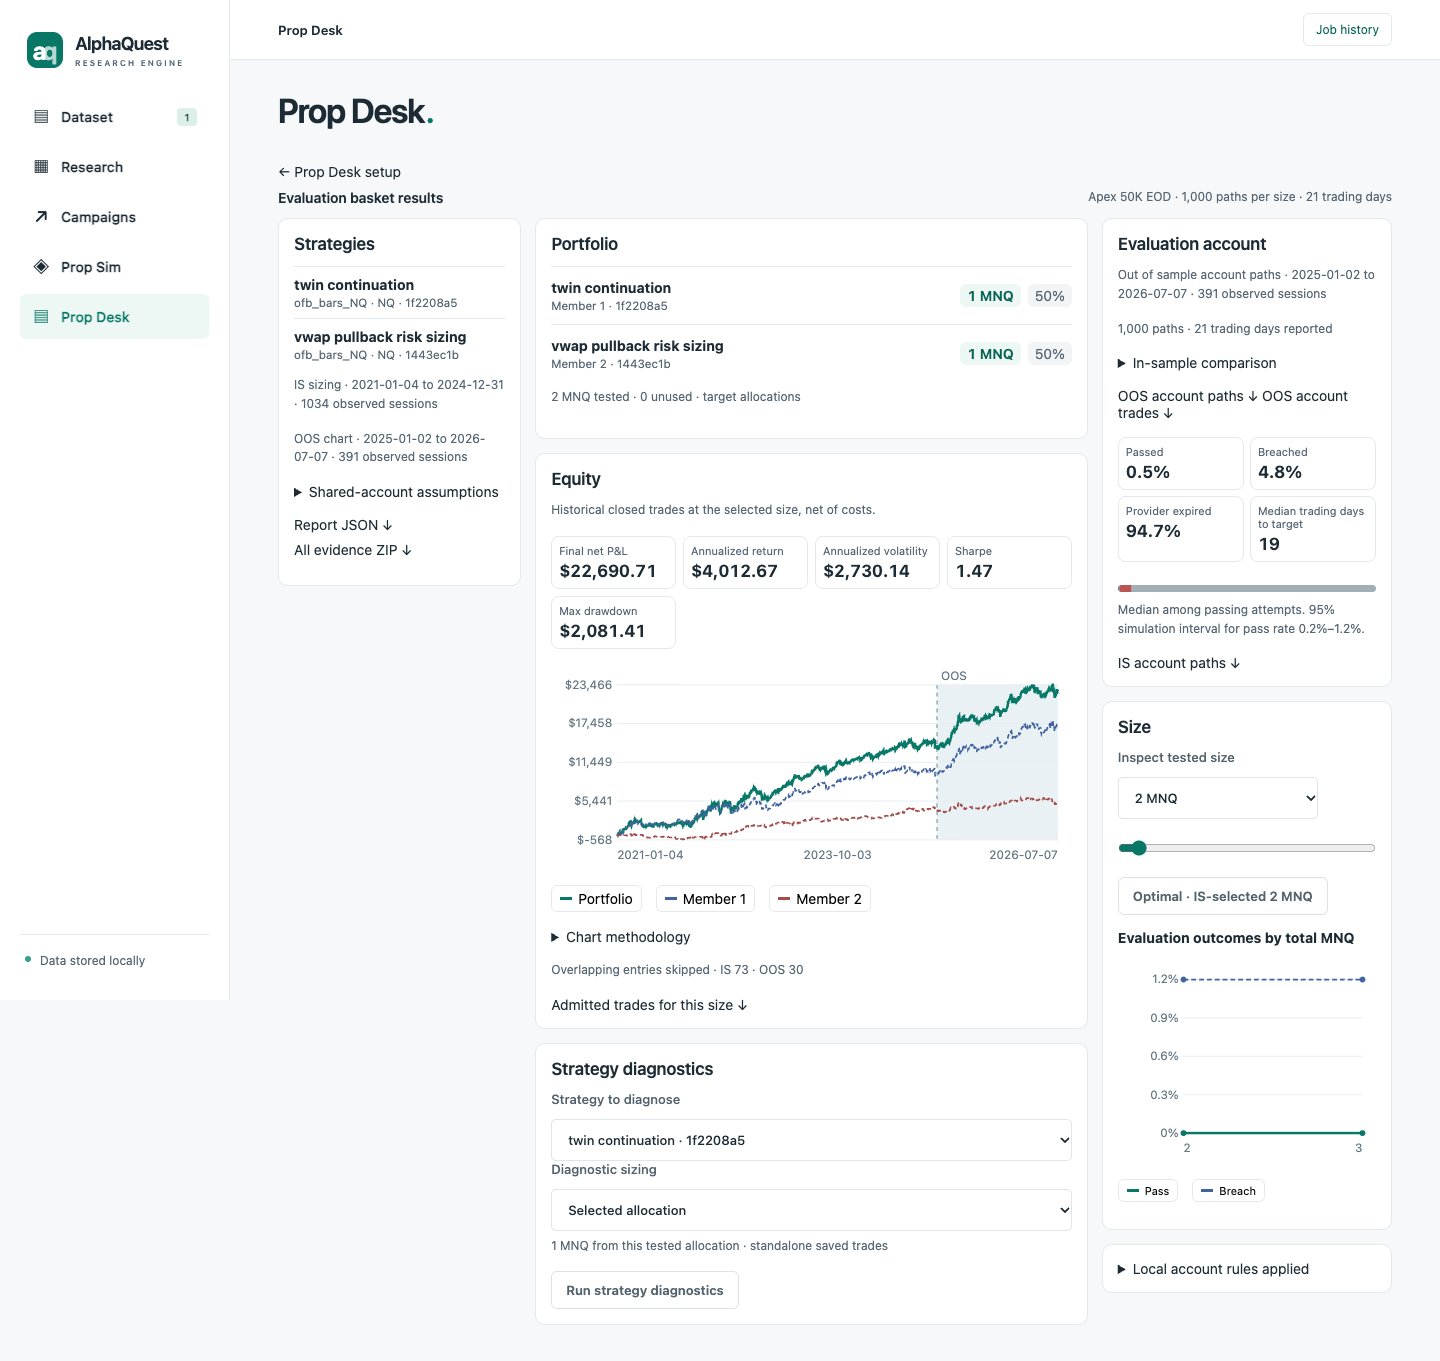 aq
AlphaQuest
RESEARCH ENGINE
Dataset
1
Research
Campaigns
Prop Sim
Prop Desk
Data stored locally
Prop Desk
Job history
Prop Desk.
← Prop Desk setup
Evaluation basket results
Apex 50K EOD · 1,000 paths per size · 21 trading days
Strategies
twin continuation
ofb_bars_NQ · NQ · 1f2208a5
vwap pullback risk sizing
ofb_bars_NQ · NQ · 1443ec1b
IS sizing · 2021-01-04 to 2024-12-31
· 1034 observed sessions
OOS chart · 2025-01-02 to 2026-
07-07 · 391 observed sessions
▶ Shared-account assumptions
Report JSON ↓
All evidence ZIP ↓
Portfolio
twin continuation
Member 1 · 1f2208a5
1 MNQ 50%
vwap pullback risk sizing
Member 2 · 1443ec1b
1 MNQ 50%
2 MNQ tested · 0 unused · target allocations
Equity
Historical closed trades at the selected size, net of costs.
Final net P&L
$22,690.71
Annualized return
$4,012.67
Annualized volatility
$2,730.14
Sharpe
1.47
Max drawdown
$2,081.41
OOS
$23,466
$17,458
$11,449
$5,441
$-568
2021-01-04 2023-10-03 2026-07-07
Portfolio Member 1 Member 2
▶ Chart methodology
Overlapping entries skipped · IS 73 · OOS 30
Admitted trades for this size ↓
Strategy diagnostics
Strategy to diagnose
twin continuation · 1f2208a5
Diagnostic sizing
Selected allocation
1 MNQ from this tested allocation · standalone saved trades
Run strategy diagnostics
Evaluation account
Out of sample account paths · 2025-01-02 to
2026-07-07 · 391 observed sessions
1,000 paths · 21 trading days reported
▶ In-sample comparison
OOS account paths ↓ OOS account
trades ↓
Passed
0.5%
Breached
4.8%
Provider expired
94.7%
Median trading days
to target
19
Median among passing attempts. 95%
simulation interval for pass rate 0.2%–1.2%.
IS account paths ↓
Size
Inspect tested size
2 MNQ
Optimal · IS-selected 2 MNQ
Evaluation outcomes by total MNQ
1.2%
0.9%
0.6%
0.3%
0%
2 3
Pass Breach
▶ Local account rules applied